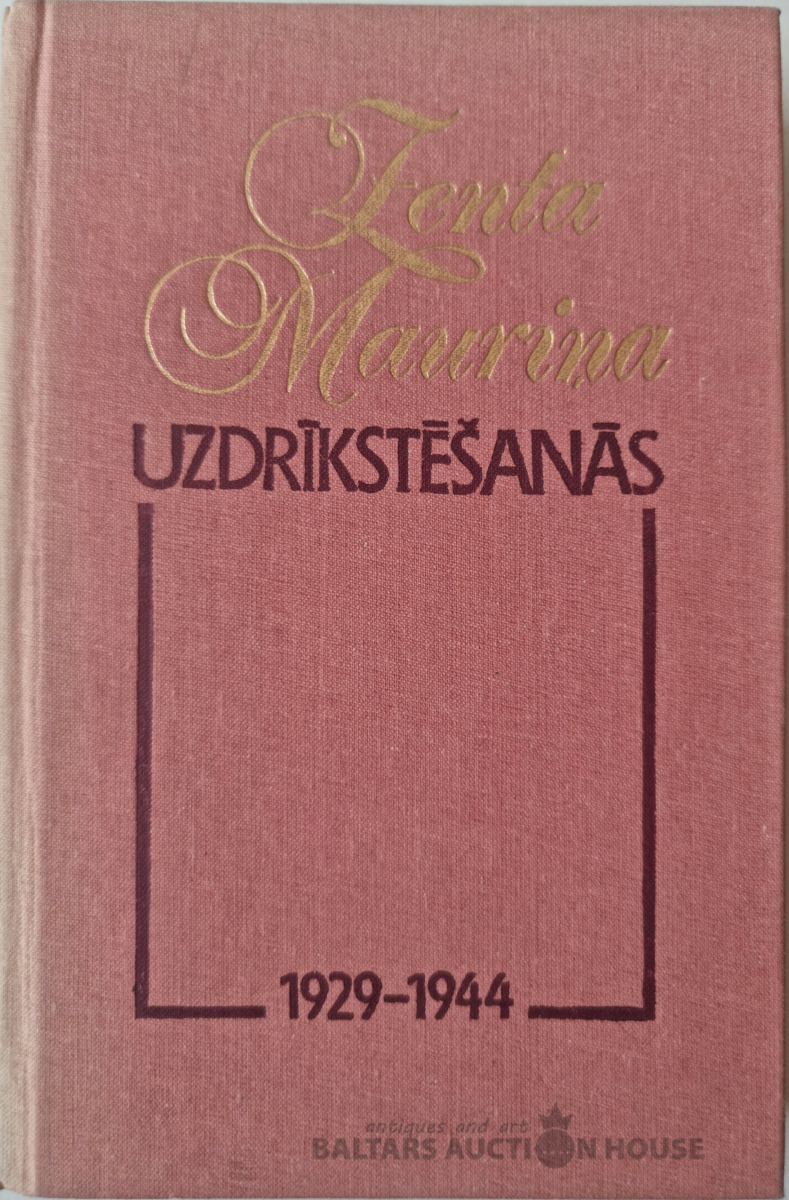 Zenta
Mauriņa
UZDRĪKSTĒŠANĀS
1929–1944
antiques and art
BALTARS AUCTION HOUSE